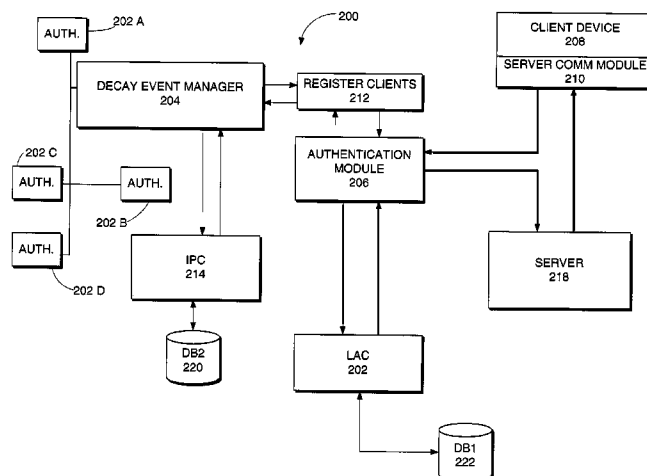 202 A
AUTH.
200
CLIENT DEVICE
208
SERVER COMM MODULE
210
DECAY EVENT MANAGER
204
REGISTER CLIENTS
212
AUTHENTICATION
MODULE
206
202 C
AUTH.
AUTH.
202 B
AUTH.
202 D
IPC
214
SERVER
218
DB2
220
LAC
202
DB1
222